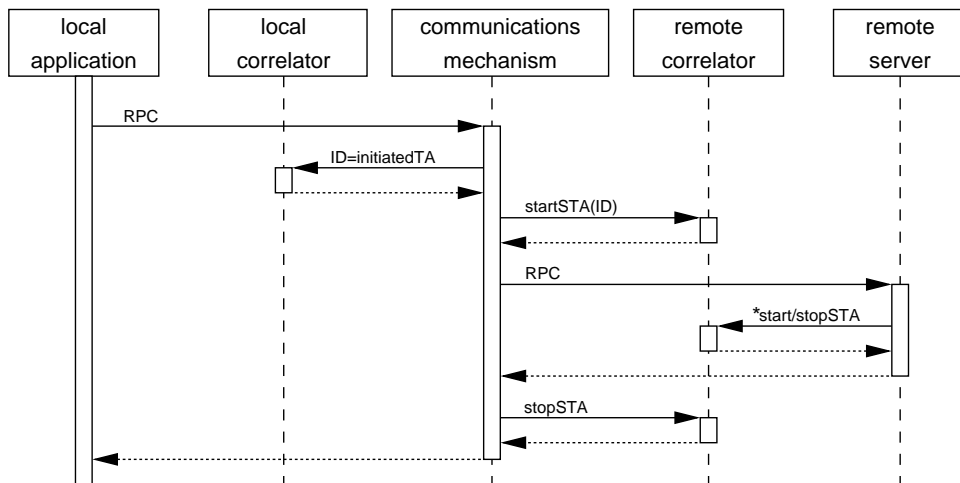 local
application
local
correlator
communications
mechanism
remote
correlator
remote
server
RPC
ID=initiatedTA
startSTA(ID)
RPC
*start/stopSTA
stopSTA